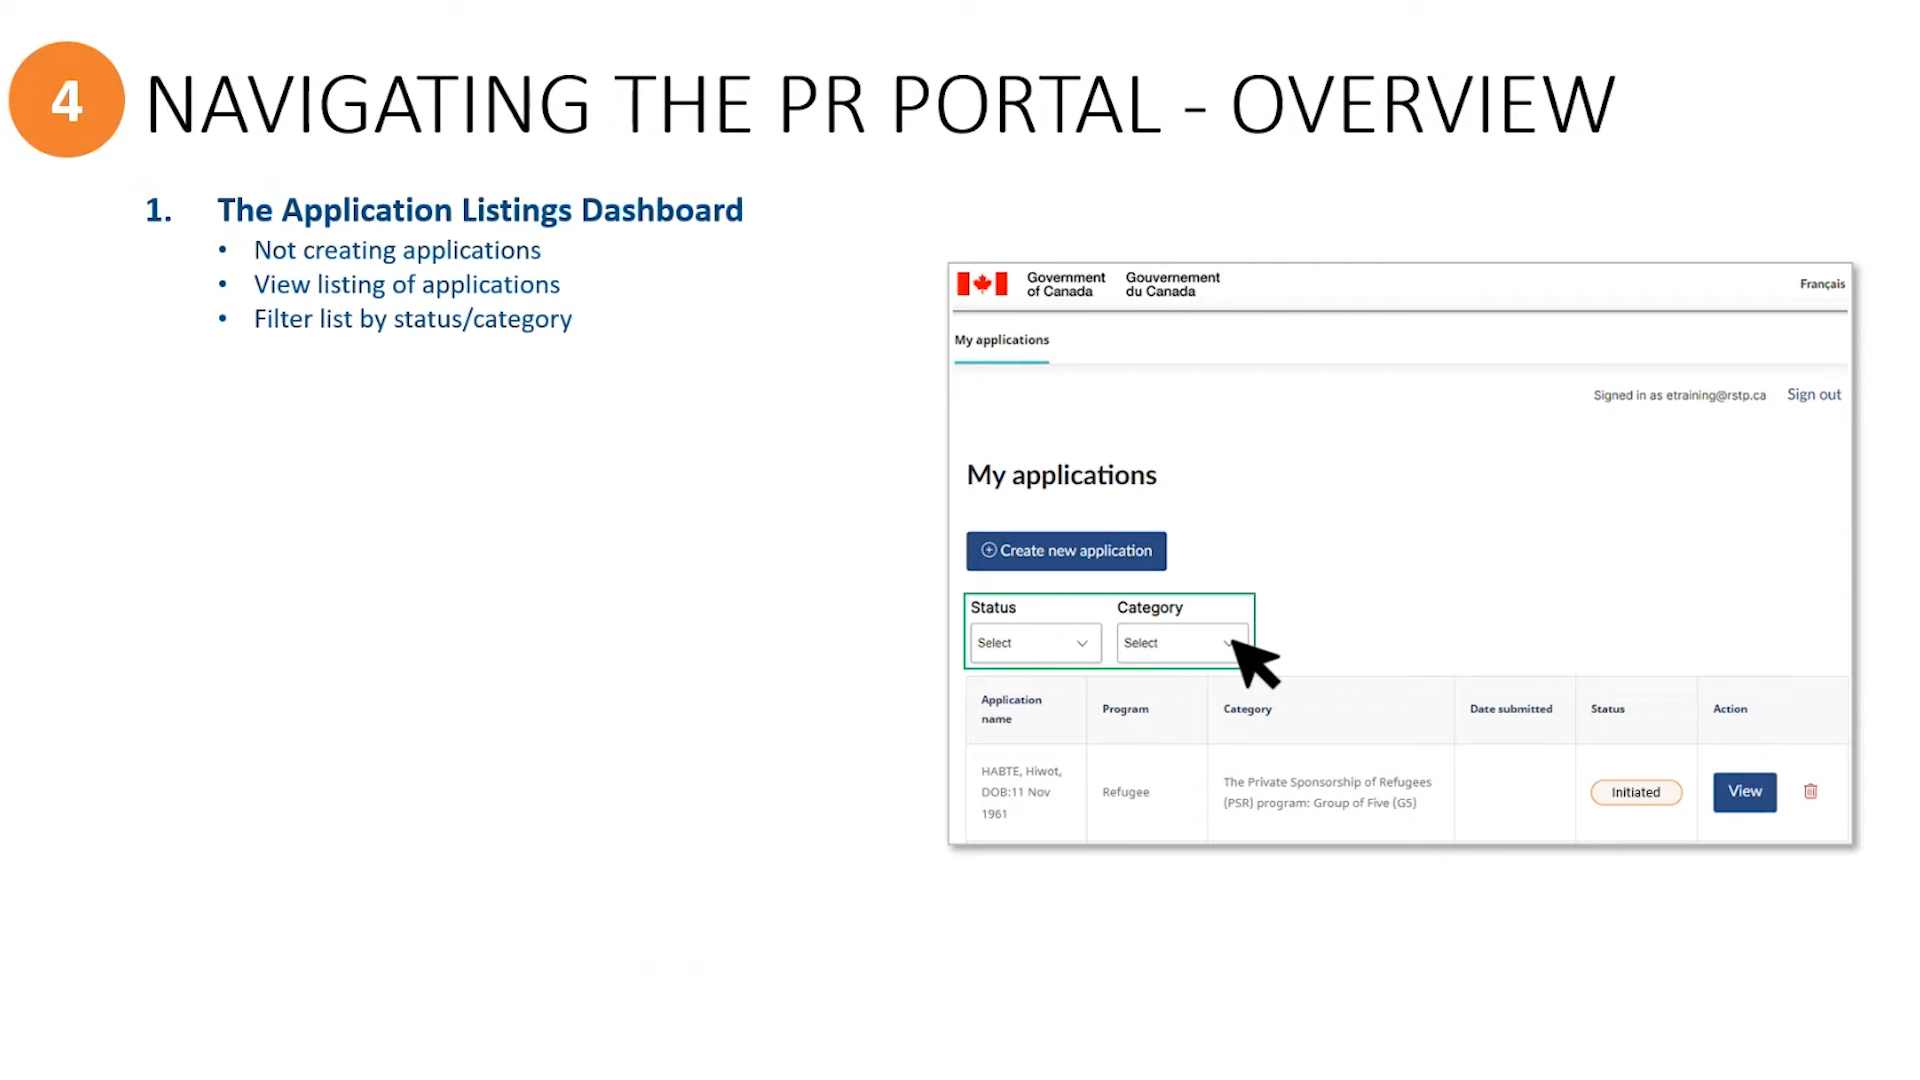 4
NAVIGATING THE PR PORTAL - OVERVIEW
1. The Application Listings Dashboard
• Not creating applications
• View listing of applications
• Filter list by status/category
Government of Canada
Gouvernement du Canada
Français
My applications
Signed in as etraining@rstp.ca Sign out
My applications
Create new application
Status Category
Select Select
Application name Program Category Date submitted Status Action
HABTE, Hiwot, DOB:11 Nov 1961
Refugee
The Private Sponsorship of Refugees
(PSR) program: Group of Five (G5)
Initiated
View